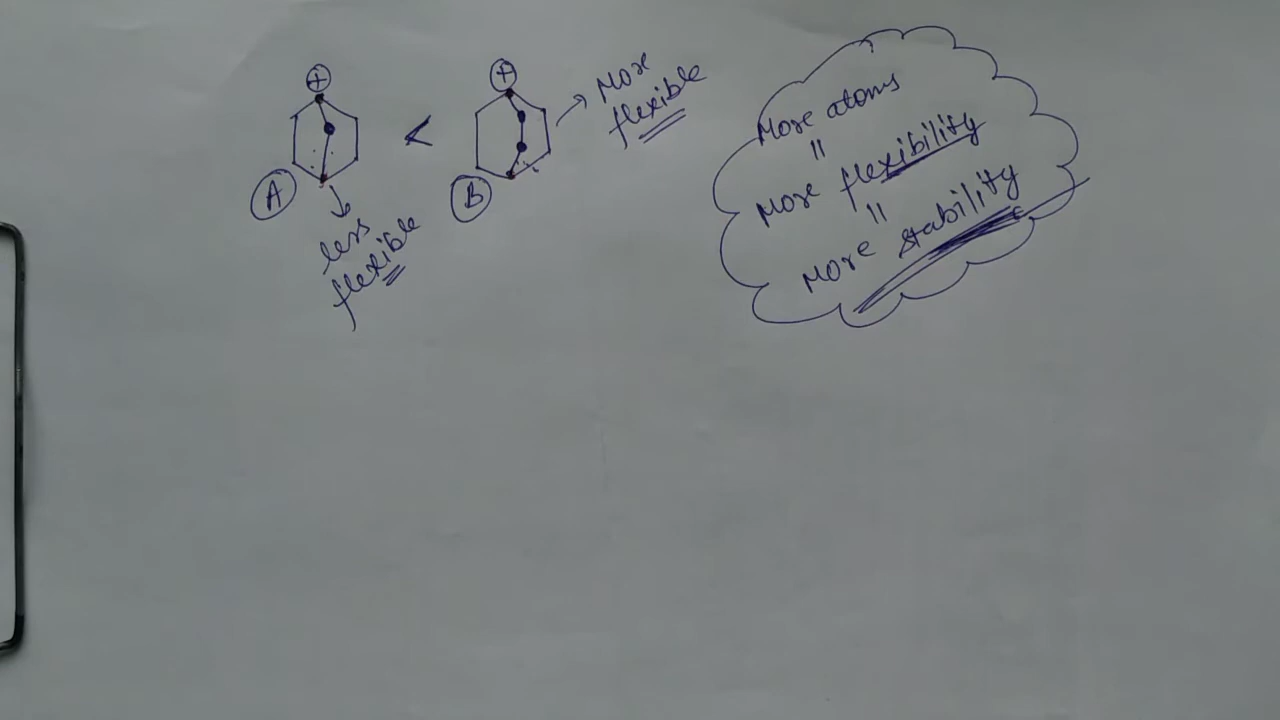 ⊕
A
less
flexible
<
⊕
B
More
flexible
More atoms
=
More flexibility
=
More stability